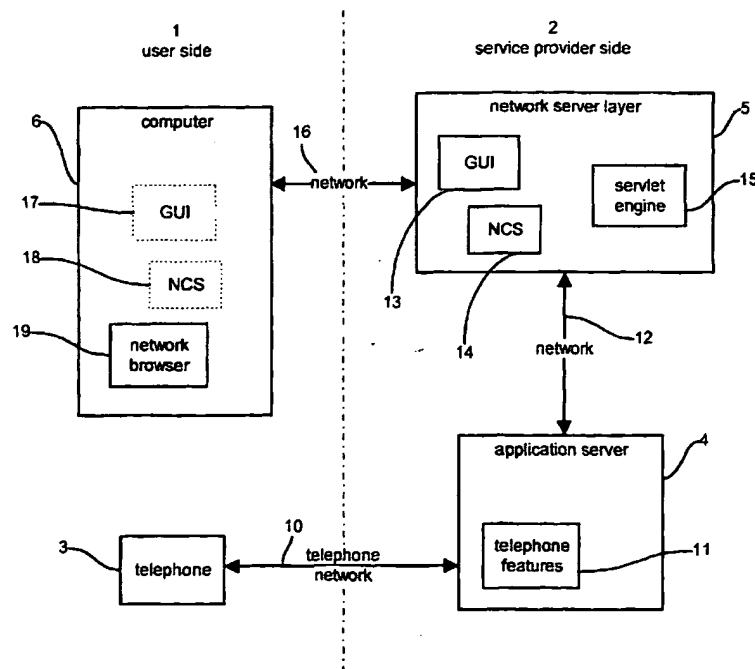 1
user side
2
service provider side
6
computer
16
network
network server layer
5
17
GUI
GUI
servlet
engine
15
18
NCS
NCS
13
14
19
network
browser
12
network
application server
4
3
telephone
10
telephone
network
telephone
features
11